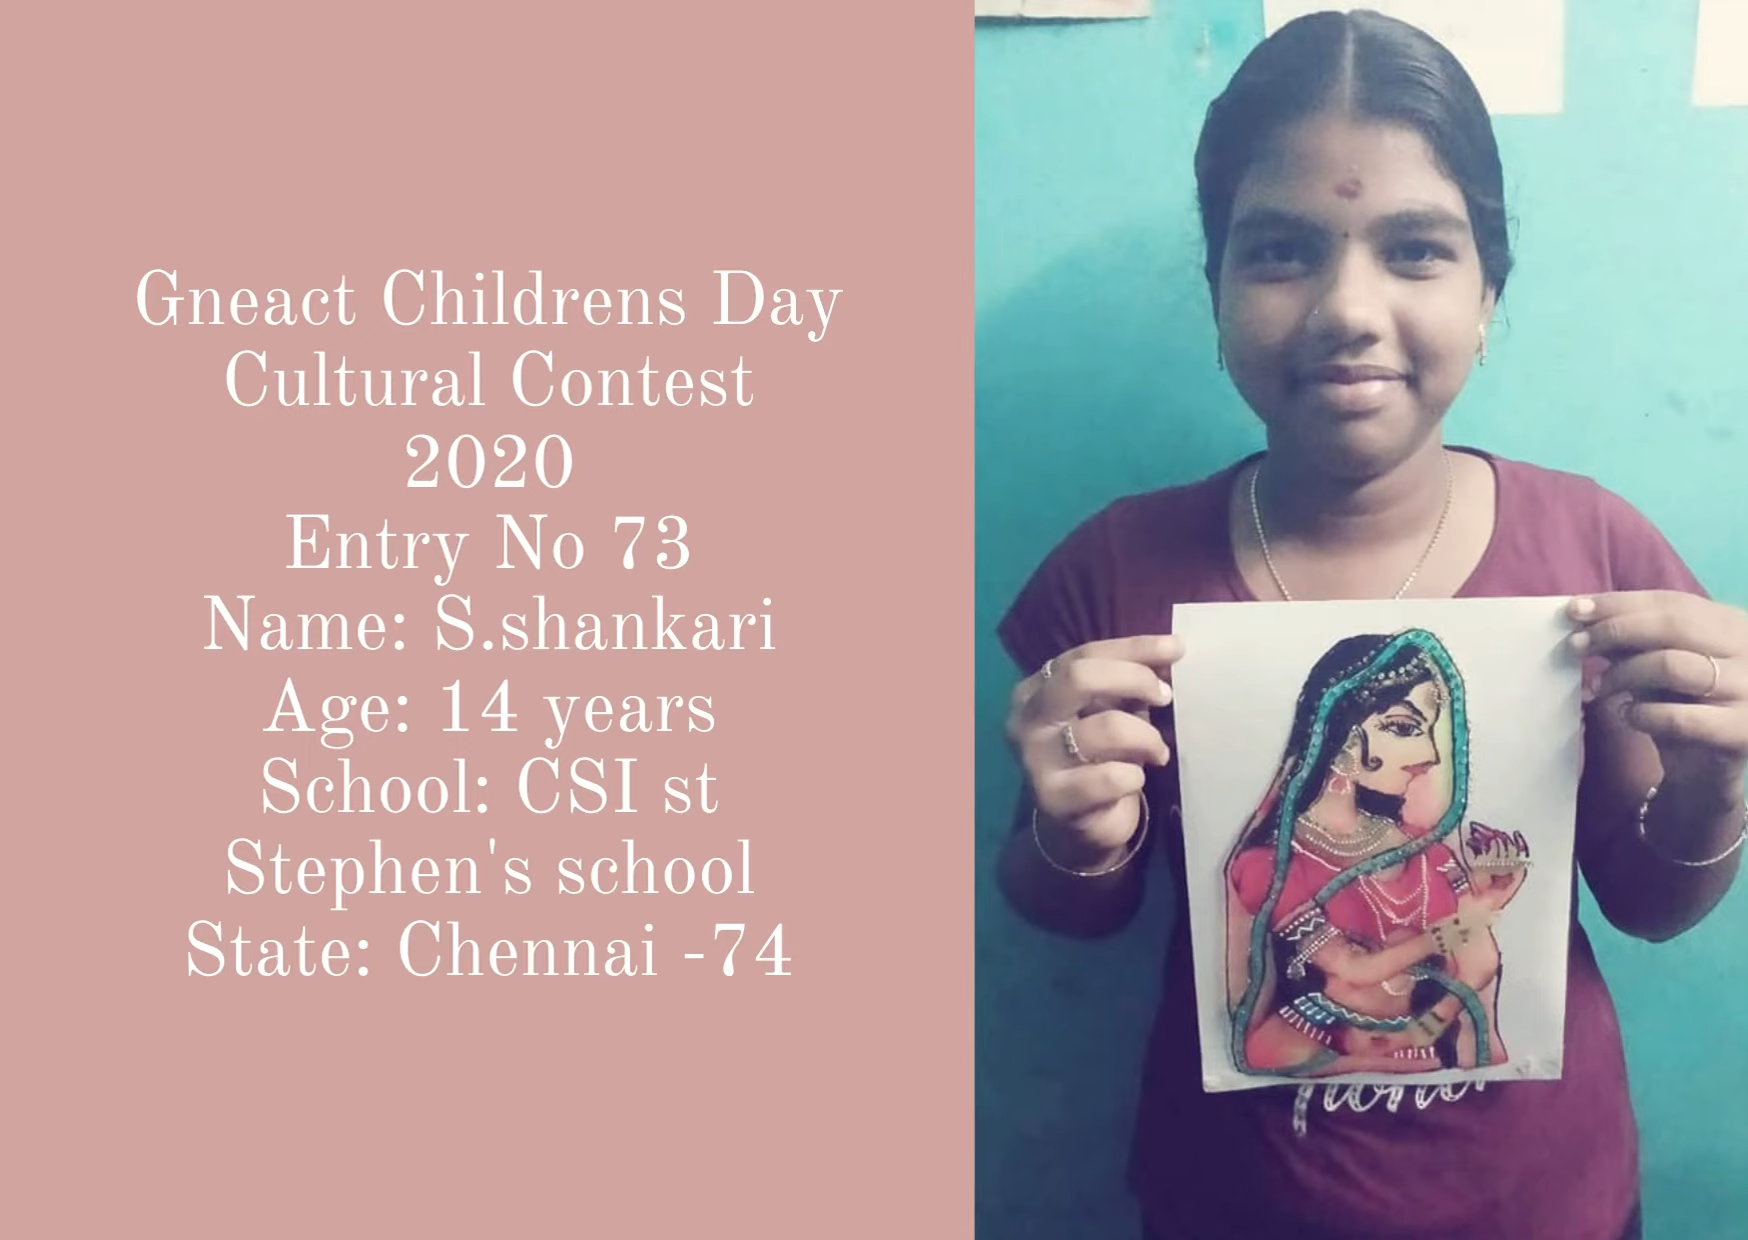 Gneact Childrens Day
Cultural Contest
2020
Entry No 73
Name: S.shankari
Age: 14 years
School: CSI st
Stephen's school
State: Chennai -74